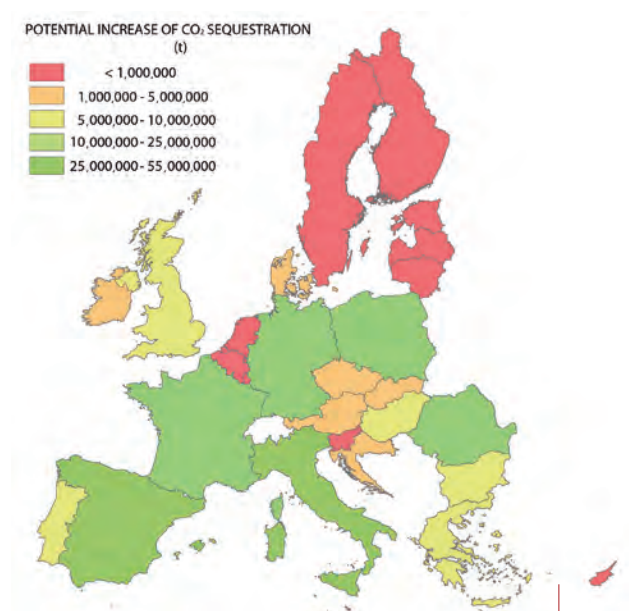 POTENTIAL INCREASE OF CO₂ SEQUESTRATION
(t)
< 1,000,000
1,000,000 - 5,000,000
5,000,000 - 10,000,000
10,000,000 - 25,000,000
25,000,000 - 55,000,000